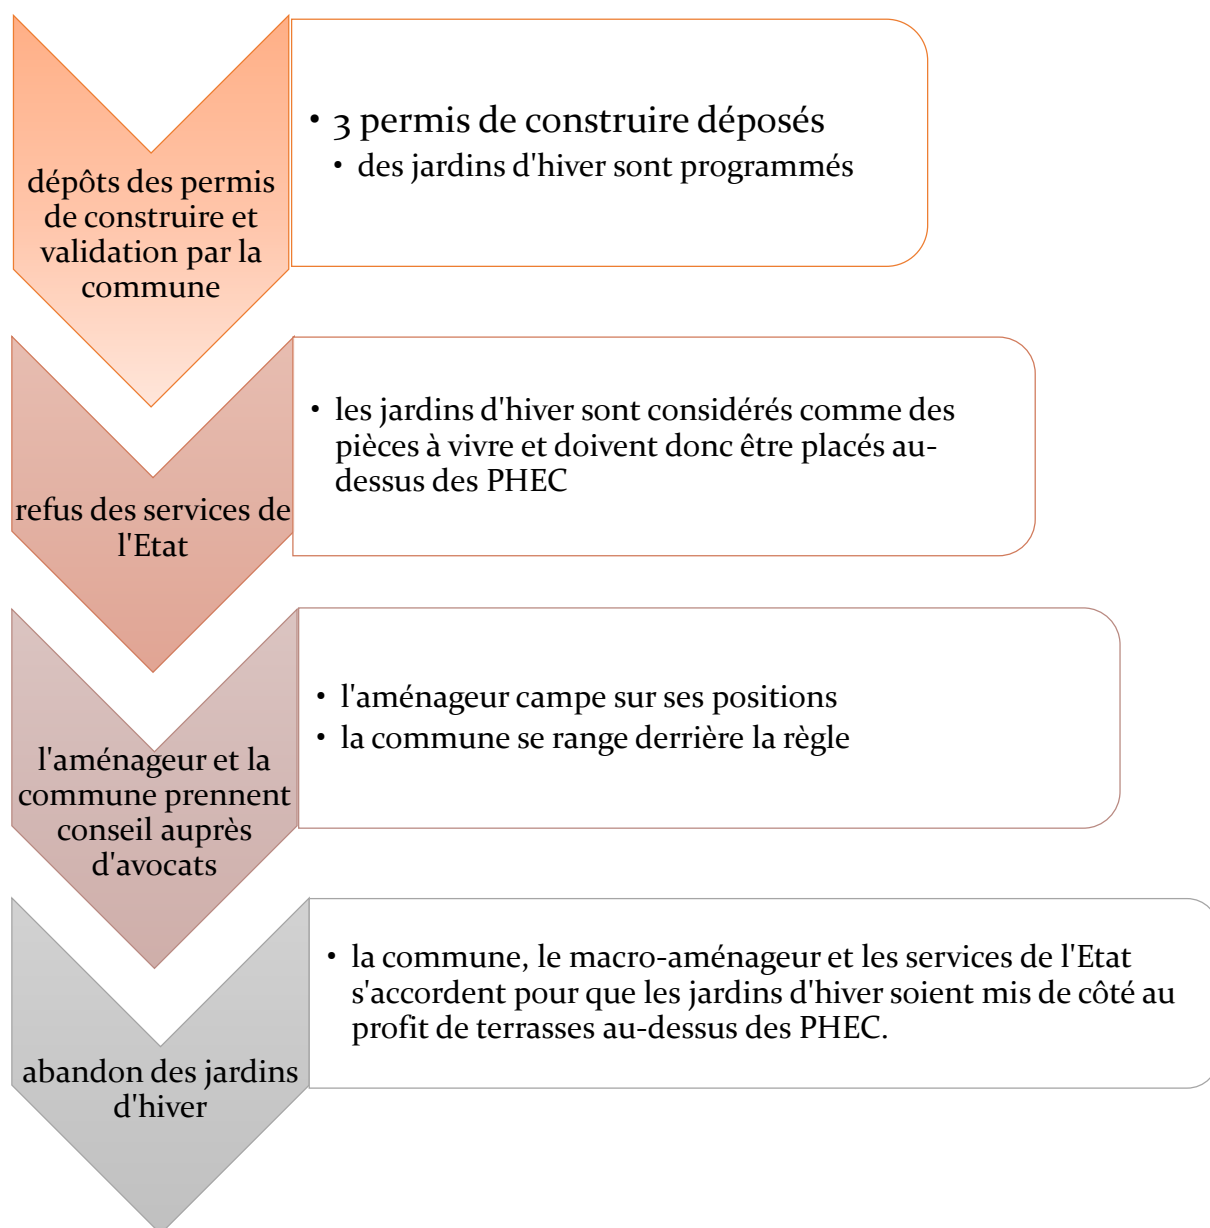 dépôts des permis
de construire et
validation par la
commune
• 3 permis de construire déposés
• des jardins d'hiver sont programmés
refus des services de
l'Etat
• les jardins d'hiver sont considérés comme des
pièces à vivre et doivent donc être placés au-
dessus des PHEC
l'aménageur et la
commune prennent
conseil auprès
d'avocats
• l'aménageur campe sur ses positions
• la commune se range derrière la règle
abandon des jardins
d'hiver
• la commune, le macro-aménageur et les services de l'Etat
s'accordent pour que les jardins d'hiver soient mis de côté au
profit de terrasses au-dessus des PHEC.